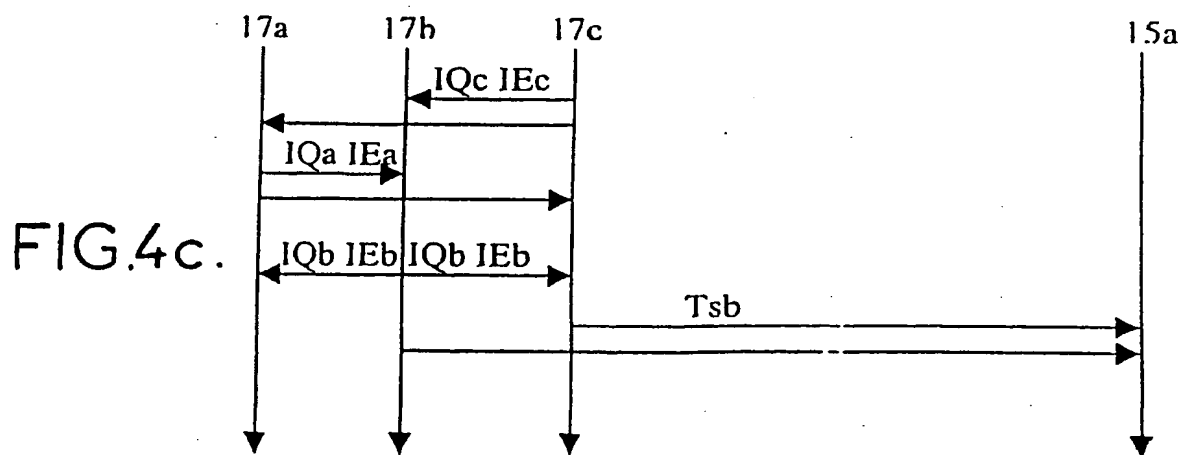 17a 17b 17c 15a
IQc IEc
IQa IEa
FIG.4c.
IQb IEb IQb IEb
Tsb